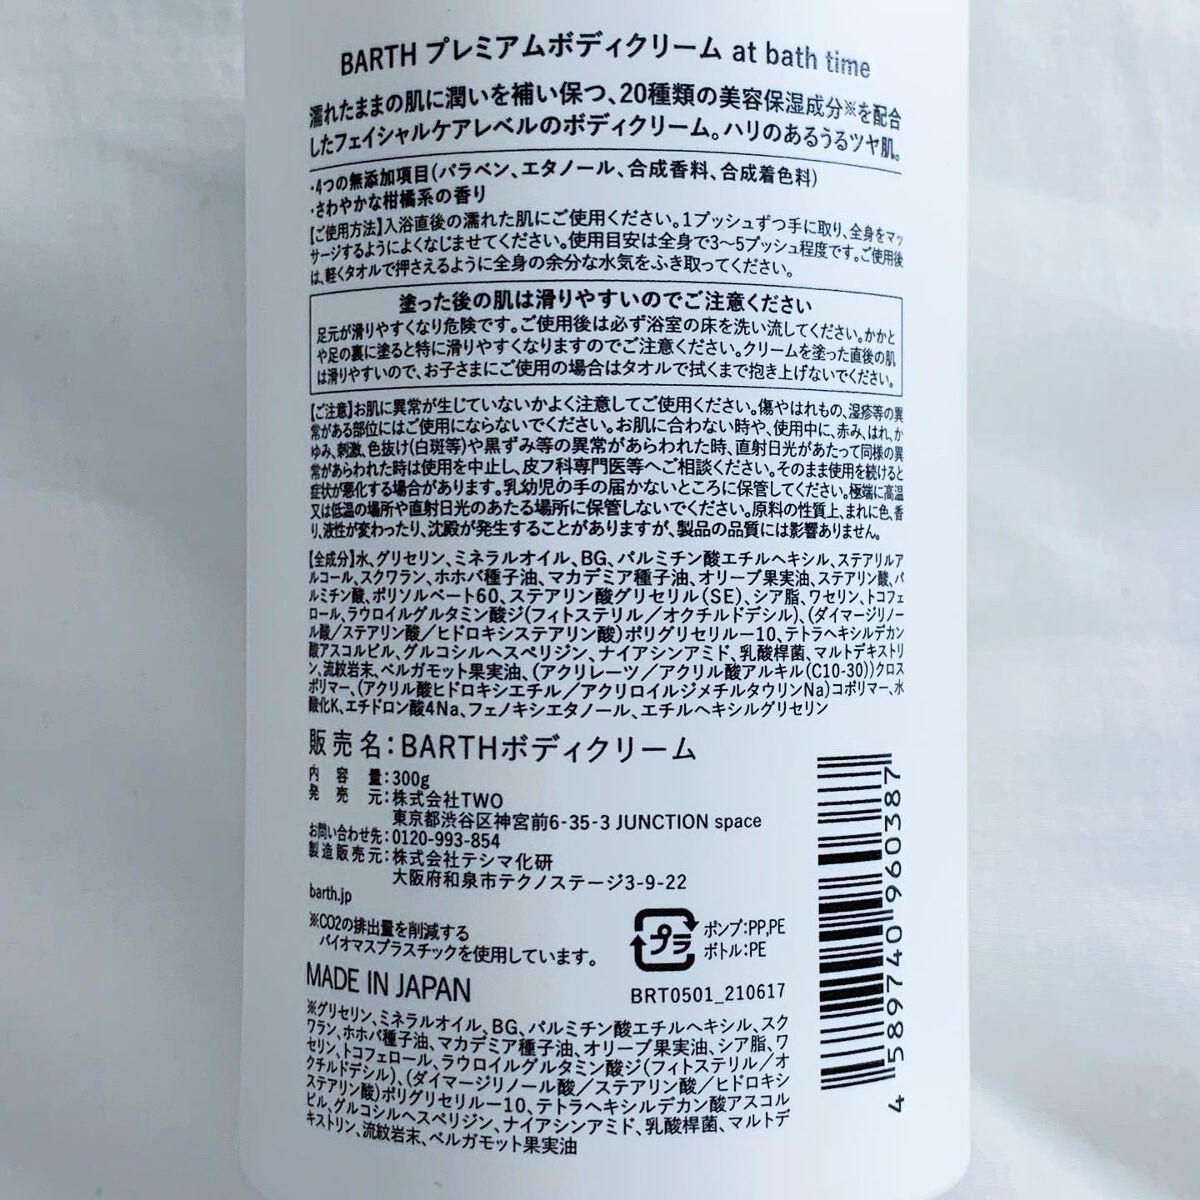 BARTH プレミアムボディクリーム at bath time
濡れたままの肌に潤いを補い保つ、20種類の美容保湿成分※を配合
したフェイシャルケアレベルのボディクリーム。ハリのあるうるツヤ肌。
・4つの無添加項目(パラベン、エタノール、合成香料、合成着色料)
・さわやかな柑橘系の香り
【ご使用方法】入浴直後の濡れた肌にご使用ください。1プッシュずつ手に取り、全身をマッ
サージするようによくなじませてください。使用目安は全身で3〜5プッシュ程度です。ご使用後
は、軽くタオルで押さえるように全身の余分な水気をふき取ってください。
塗った後の肌は滑りやすいのでご注意ください
足元が滑りやすくなり危険です。ご使用後は必ず浴室の床を洗い流してください。かかと
や足の裏に塗ると特に滑りやすくなりますのでご注意ください。クリームを塗った直後の肌
は滑りやすいので、お子さまにご使用の場合はタオルで拭くまで抱き上げないでください。
【ご注意】お肌に異常が生じていないかよく注意してご使用ください。傷やはれもの、湿疹等の異
常がある部位にはご使用にならないでください。お肌に合わない時や、使用中に、赤み、はれ、か
ゆみ、刺激、色抜け(白斑等)や黒ずみ等の異常があらわれた時、直射日光があたって同様の異
常があらわれた時は使用を中止し、皮フ科専門医等へご相談ください。そのまま使用を続けると
症状が悪化する場合があります。乳幼児の手の届かないところに保管してください。極端に高温
又は低温の場所や直射日光のあたる場所に保管しないでください。原料の性質上、まれに色、香
り、液性が変わったり、沈殿が発生することがありますが、製品の品質には影響ありません。
【全成分】水、グリセリン、ミネラルオイル、BG、パルミチン酸エチルヘキシル、ステアリルア
ルコール、スクワラン、ホホバ種子油、マカデミア種子油、オリーブ果実油、ステアリン酸、パ
ルミチン酸、ポリソルベート60、ステアリン酸グリセリル(SE)、シア脂、ワセリン、トコフェ
ロール、ラウロイルグルタミン酸ジ(フィトステリル/オクチルドデシル)、(ダイマージリノー
ル酸/ステアリン酸/ヒドロキシステアリン酸)ポリグリセリル-10、テトラヘキシルデカン
酸アスコルビル、グルコシルヘスペリジン、ナイアシンアミド、乳酸桿菌、マルトデキストリ
ン、流紋岩末、ベルガモット果実油、(アクリレーツ/アクリル酸アルキル(C10-30))クロス
ポリマー、(アクリル酸ヒドロキシエチル/アクリロイルジメチルタウリンNa)コポリマー、水
酸化K、エチドロン酸4Na、フェノキシエタノール、エチルヘキシルグリセリン
販売名:BARTHボディクリーム
内容量:300g
発売元:株式会社TWO
東京都渋谷区神宮前6-35-3 JUNCTION space
お問い合わせ先:0120-993-854
製造販売元:株式会社テシマ化研
大阪府和泉市テクノステージ3-9-22
barth.jp
※CO2の排出量を削減する
バイオマスプラスチックを使用しています。
プラ
ポンプ:PP,PE
ボトル:PE
MADE IN JAPAN
BRT0501_210617
※グリセリン、ミネラルオイル、BG、パルミチン酸エチルヘキシル、スク
ワラン、ホホバ種子油、マカデミア種子油、オリーブ果実油、シア脂、ワ
セリン、トコフェロール、ラウロイルグルタミン酸ジ(フィトステリル/オ
クチルドデシル)、(ダイマージリノール酸/ステアリン酸/ヒドロキシ
ステアリン酸)ポリグリセリル-10、テトラヘキシルデカン酸アスコル
ビル、グルコシルヘスペリジン、ナイアシンアミド、乳酸桿菌、マルトデ
キストリン、流紋岩末、ベルガモット果実油
4 589740 960387